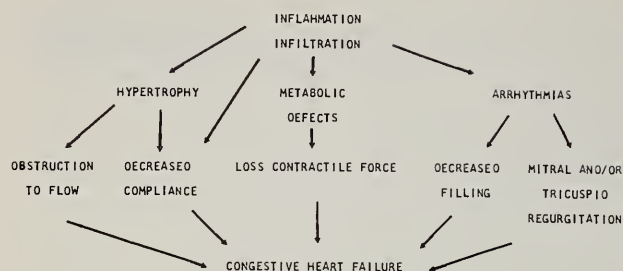 INFLAHMATION
INFILTRATION
HYPERTROPHY
METABOLIC
OEFECTS
ARRHYTHMIAS
OBSTRUCTION
TO FLOW
OECREASEO
COMPLIANCE
LOSS CONTRACTILE FORCE
OECREASEO
FILLING
MITRAL ANO/OR
TRICUSPIO
REGURGITATION
CONGESTIVE HEART FAILURE